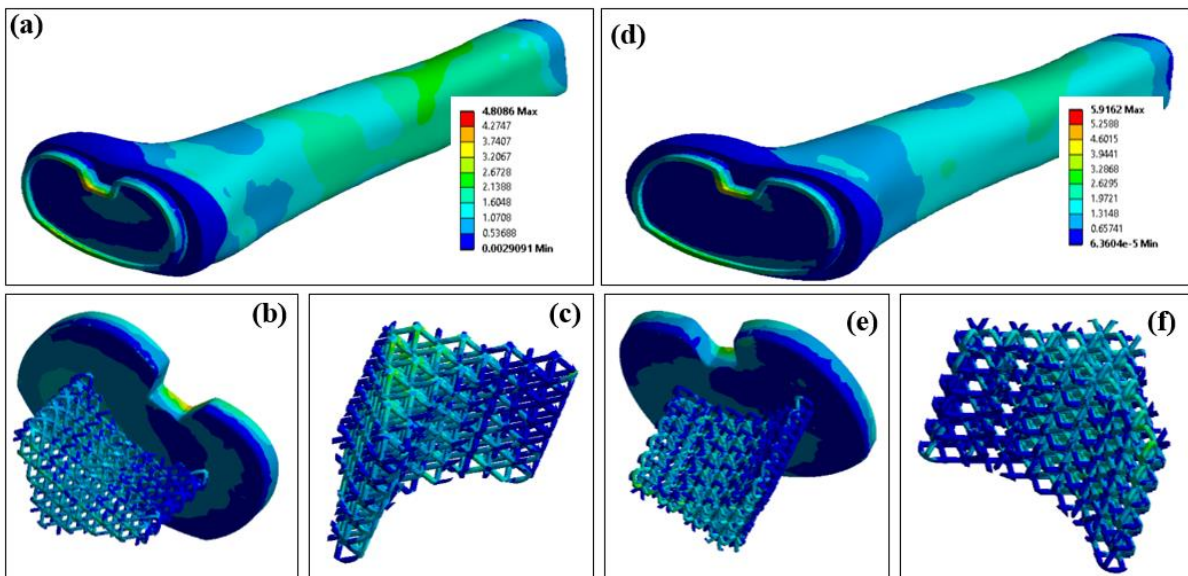 (a)
4.8086 Max
4.2747
3.7407
3.2067
2.6728
2.1388
1.6048
1.0708
0.53688
0.0029091 Min
(d)
5.9162 Max
5.2588
4.6015
3.9441
3.2868
2.6295
1.9721
1.3148
0.65741
6.3604e-5 Min
(b)
(c)
(e)
(f)